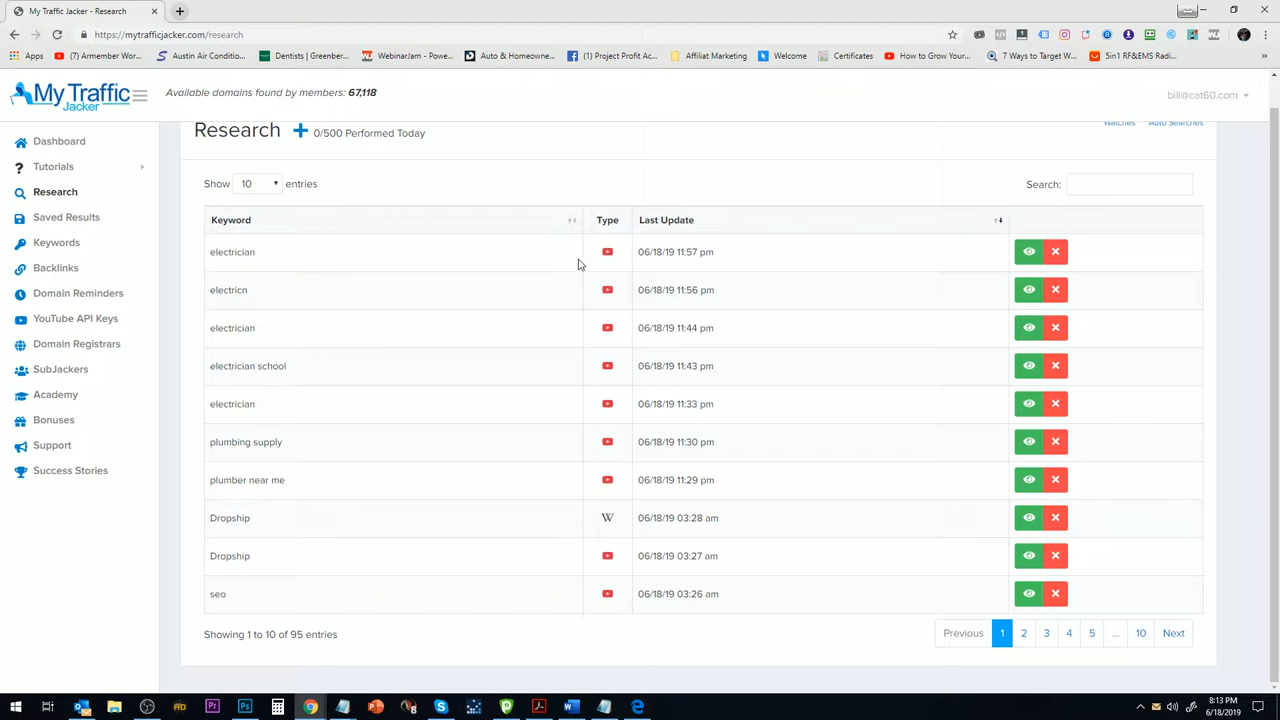 My Traffic Jacker - Research
https://mytrafficjacker.com/research
Apps
7) Armember Wor...
Austin Air Conditio...
Dentists | Greenber...
WebinarJam - Powe...
Auto & Homeowne...
(1) Project Profit Ac...
Affiliat Marketing
Welcome
Certificates
How to Grow Your...
7 Ways to Target W...
5in1 RF&EMS Radi...
My Traffic Jacker
Available domains found by members: 67,118
bill@cat60.com
Dashboard
Tutorials
Research
Saved Results
Keywords
Backlinks
Domain Reminders
YouTube API Keys
Domain Registrars
SubJackers
Academy
Bonuses
Support
Success Stories
Research + 0/500 Performed Today
Watches Auto Searches
Show 10 entries
Search:
Keyword Type Last Update
electrician 06/18/19 11:57 pm
electricn 06/18/19 11:56 pm
electrician 06/18/19 11:44 pm
electrician school 06/18/19 11:43 pm
electrician 06/18/19 11:33 pm
plumbing supply 06/18/19 11:30 pm
plumber near me 06/18/19 11:29 pm
Dropship W 06/18/19 03:28 am
Dropship 06/18/19 03:27 am
seo 06/18/19 03:26 am
Showing 1 to 10 of 95 entries
Previous 1 2 3 4 5 ... 10 Next
8:13 PM
6/18/2019